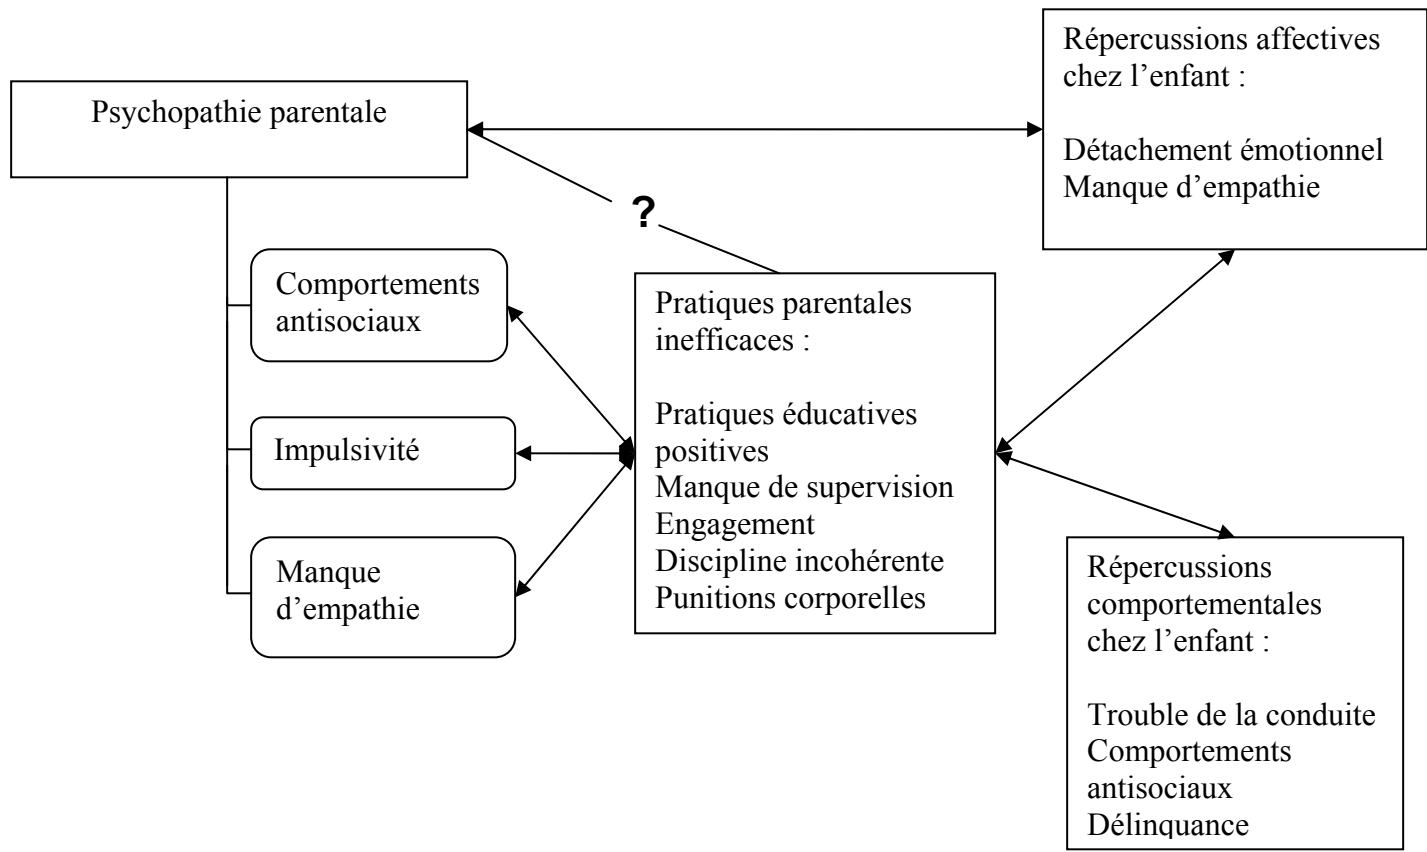 Psychopathie parentale
Répercussions affectives
chez l’enfant :
Détachement émotionnel
Manque d’empathie
?
Comportements
antisociaux
Impulsivité
Manque
d’empathie
Pratiques parentales
inefficaces :
Pratiques éducatives
positives
Manque de supervision
Engagement
Discipline incohérente
Punitions corporelles
Répercussions
comportementales
chez l’enfant :
Trouble de la conduite
Comportements
antisociaux
Délinquance